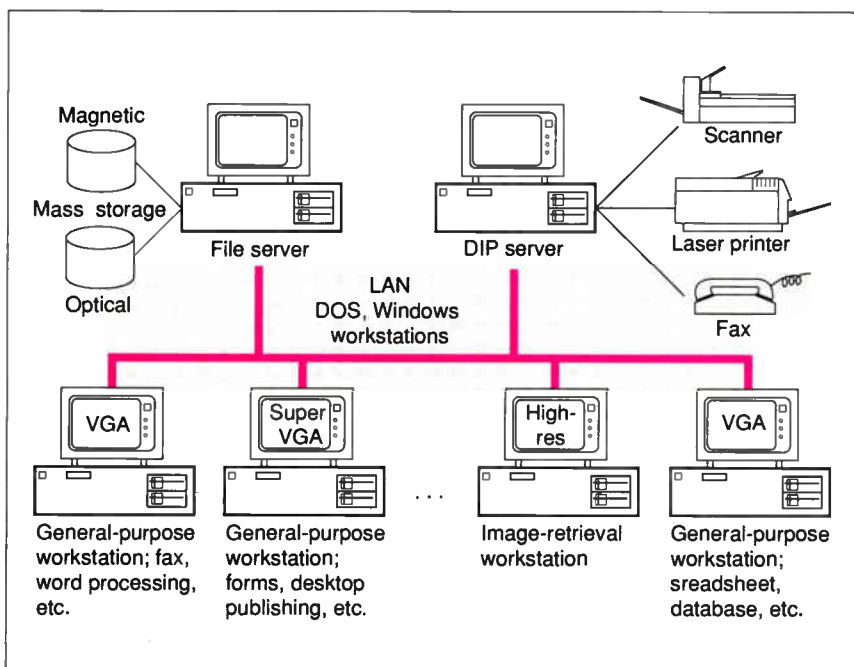 Magnetic
Mass storage
Optical
File server
DIP server
Scanner
Laser printer
Fax
LAN
DOS, Windows
workstations
VGA
Super
VGA
High-
res
VGA
General-purpose
workstation; fax,
word processing,
etc.
General-purpose
workstation;
forms, desktop
publishing, etc.
...
Image-retrieval
workstation
General-purpose
workstation;
sreadsheet,
database, etc.